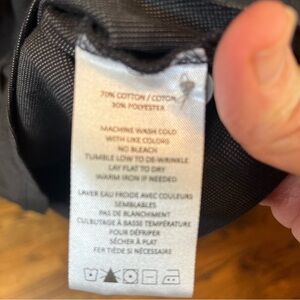 70% COTTON / COTON
30% POLYESTER
MACHINE WASH COLD
WITH LIKE COLORS
NO BLEACH
TUMBLE LOW TO DE-WRINKLE
LAY FLAT TO DRY
WARM IRON IF NEEDED
LAVER EAU FROIDE AVEC COULEURS
SEMBLABLES
PAS DE BLANCHIMENT
CULBUTAGE À BASSE TEMPÉRATURE
POUR DÉFRIPER
SÉCHER À PLAT
FER TIÈDE SI NÉCESSAIRE